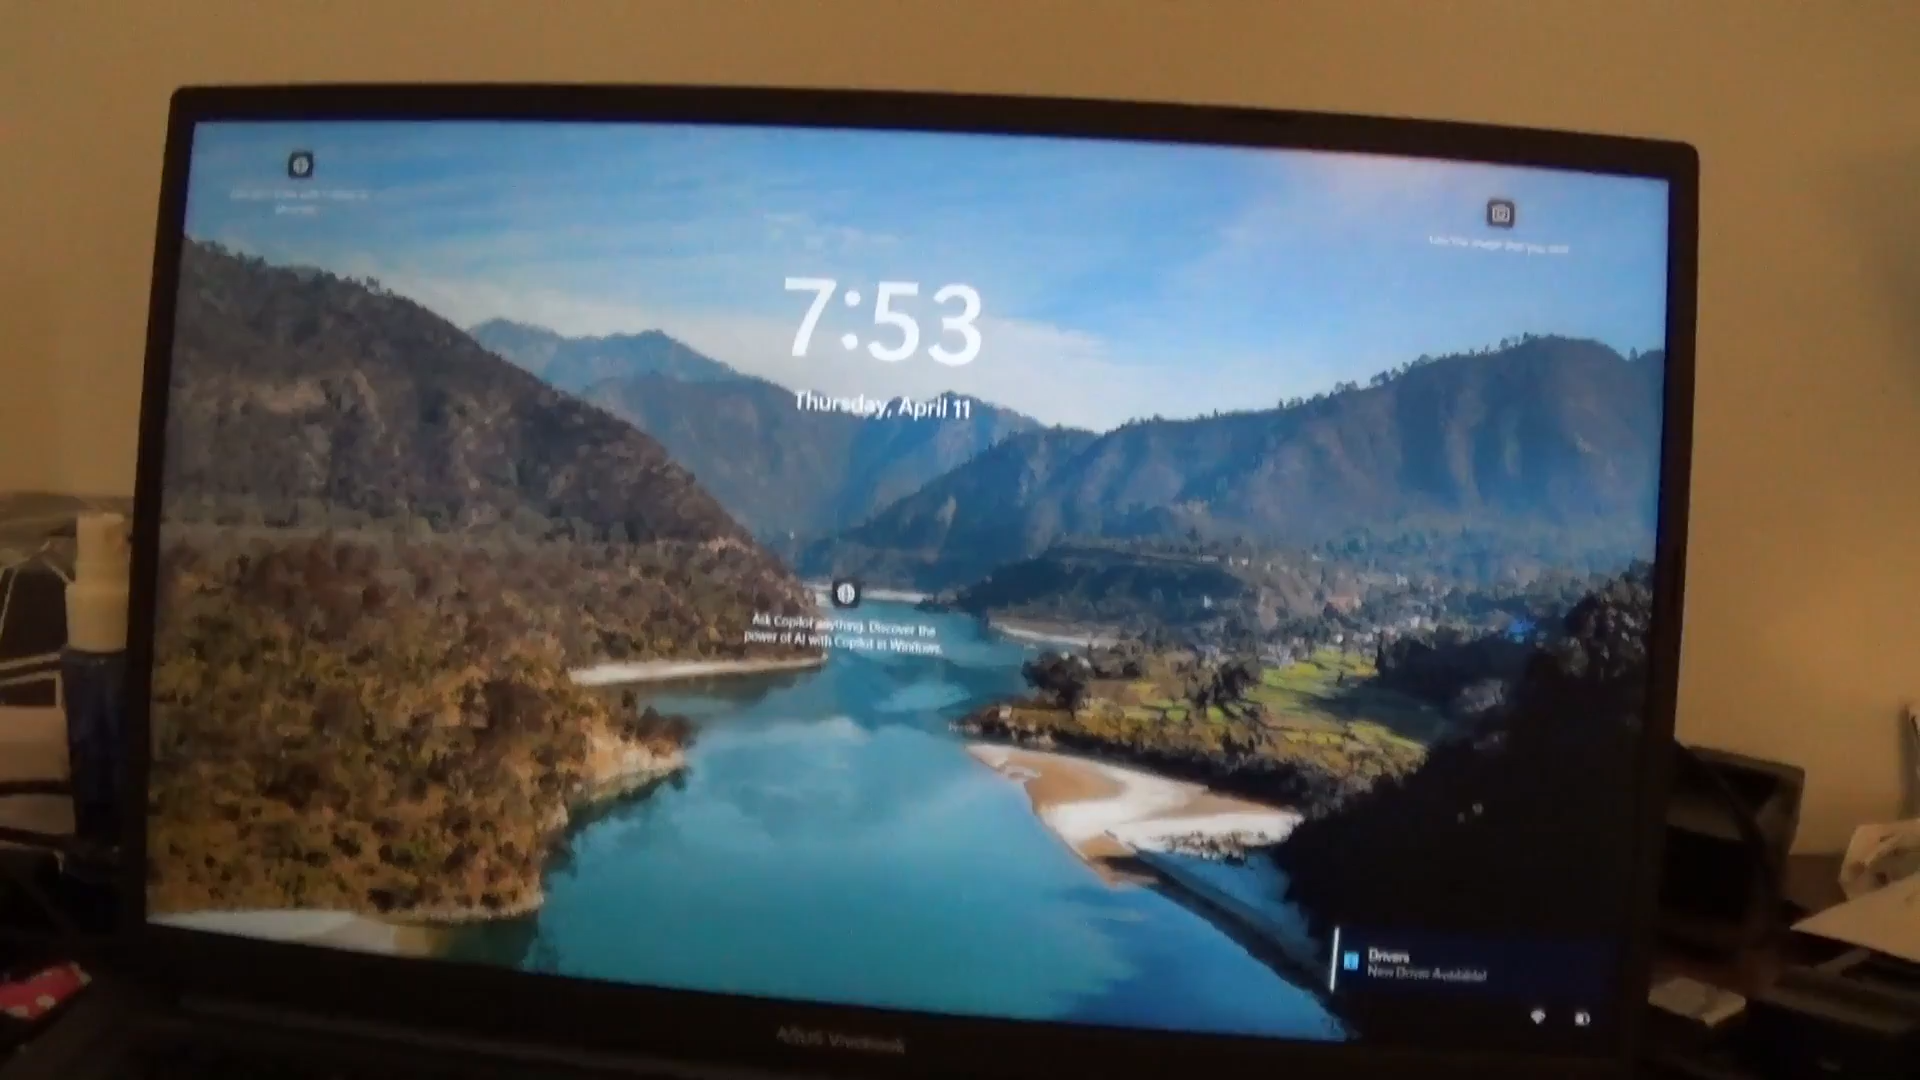 7:53
Thursday, April 11
Ask Copilot anything. Discover the
power of AI with Copilot in Windows.
Drivers
New Driver Available!
ASUS Vivobook